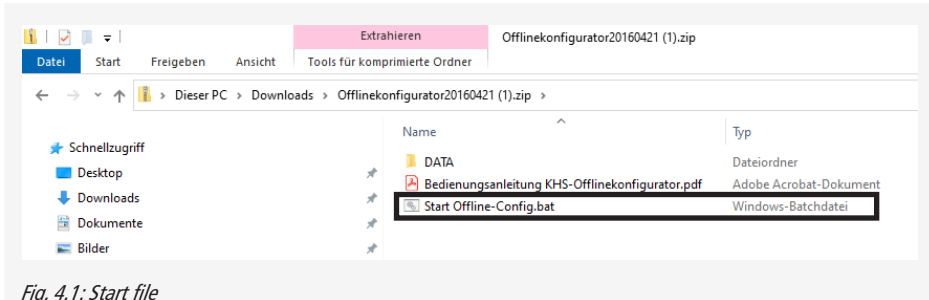 Extrahieren
Offlinekonfigurator20160421 (1).zip
Datei Start Freigeben Ansicht Tools für komprimierte Ordner
Dieser PC > Downloads > Offlinekonfigurator20160421 (1).zip >
Name Typ
Schnellzugriff
DATA Dateiordner
Desktop
Bedienungsanleitung KHS-Offlinekonfigurator.pdf Adobe Acrobat-Dokument
Downloads
Start Offline-Config.bat Windows-Batchdatei
Dokumente
Bilder
Fig. 4.1: Start file